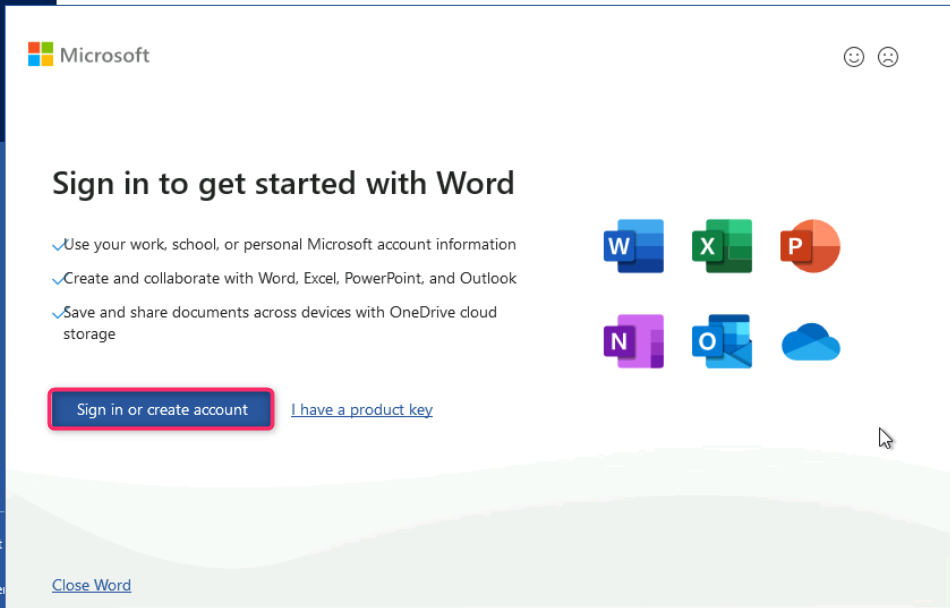 Microsoft
Sign in to get started with Word
Use your work, school, or personal Microsoft account information
Create and collaborate with Word, Excel, PowerPoint, and Outlook
Save and share documents across devices with OneDrive cloud
storage
W X P
N O
Sign in or create account I have a product key
Close Word